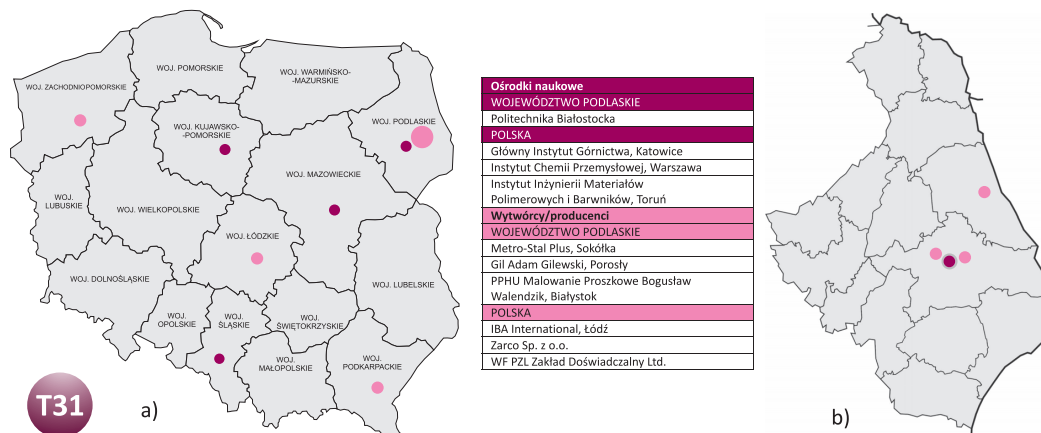 WOJ. POMORSKIE
WOJ. WARMIŃSKO-
-MAZURSKIE
WOJ. ZACHODNIOPOMORSKIE
WOJ. KUJAWSKO-
-POMORSKIE
WOJ. PODLASKIE
WOJ. MAZOWIECKIE
WOJ.
LUBUSKIE
WOJ. WIELKOPOLSKIE
WOJ. ŁÓDZKIE
WOJ. DOLNOŚLĄSKIE
WOJ. LUBELSKIE
WOJ.
OPOLSKIE
WOJ.
ŚLĄSKIE
WOJ.
ŚWIĘTOKRZYSKIE
WOJ.
MAŁOPOLSKIE
WOJ.
PODKARPACKIE
T31
a)
Ośrodki naukowe
WOJEWÓDZTWO PODLASKIE
Politechnika Białostocka
POLSKA
Główny Instytut Górnictwa, Katowice
Instytut Chemii Przemysłowej, Warszawa
Instytut Inżynierii Materiałów
Polimerowych i Barwników, Toruń
Wytwórcy/producenci
WOJEWÓDZTWO PODLASKIE
Metro-Stal Plus, Sokółka
Gil Adam Gilewski, Porosły
PPHU Malowanie Proszkowe Bogusław
Walendzik, Białystok
POLSKA
IBA International, Łódź
Zarco Sp. z o.o.
WF PZL Zakład Doświadczalny Ltd.
b)